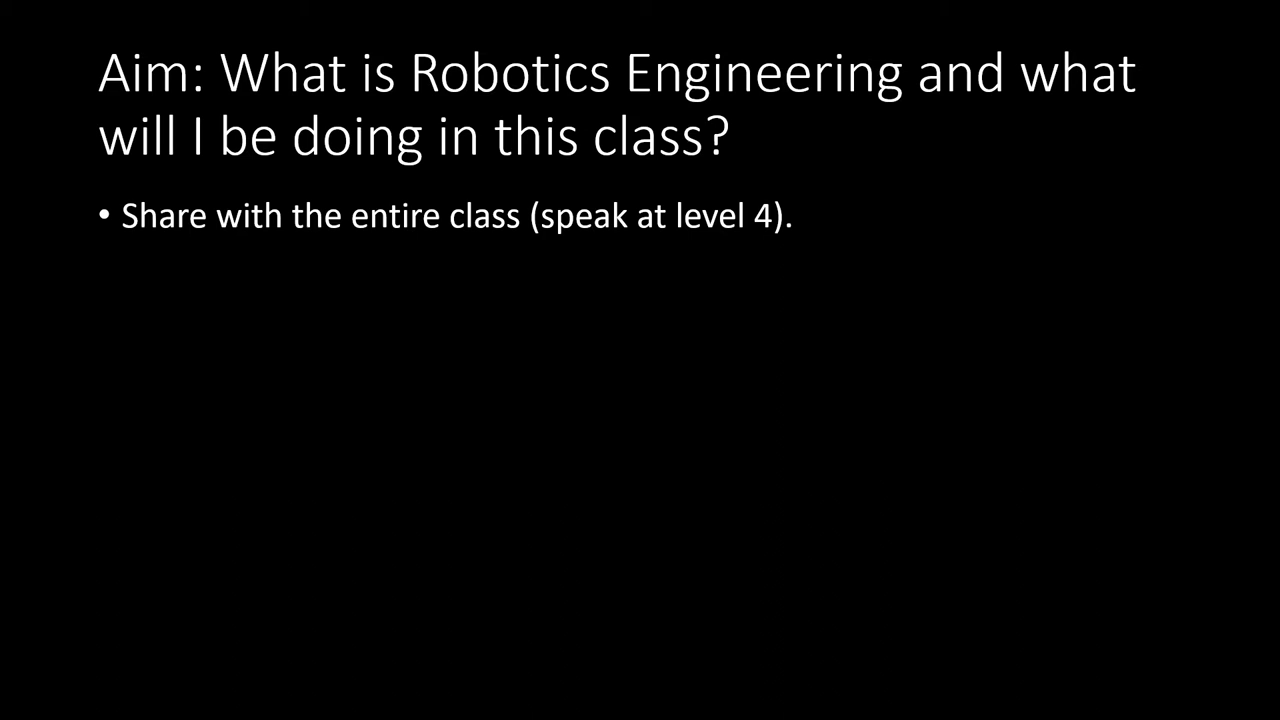 Aim: What is Robotics Engineering and what
will I be doing in this class?
• Share with the entire class (speak at level 4).